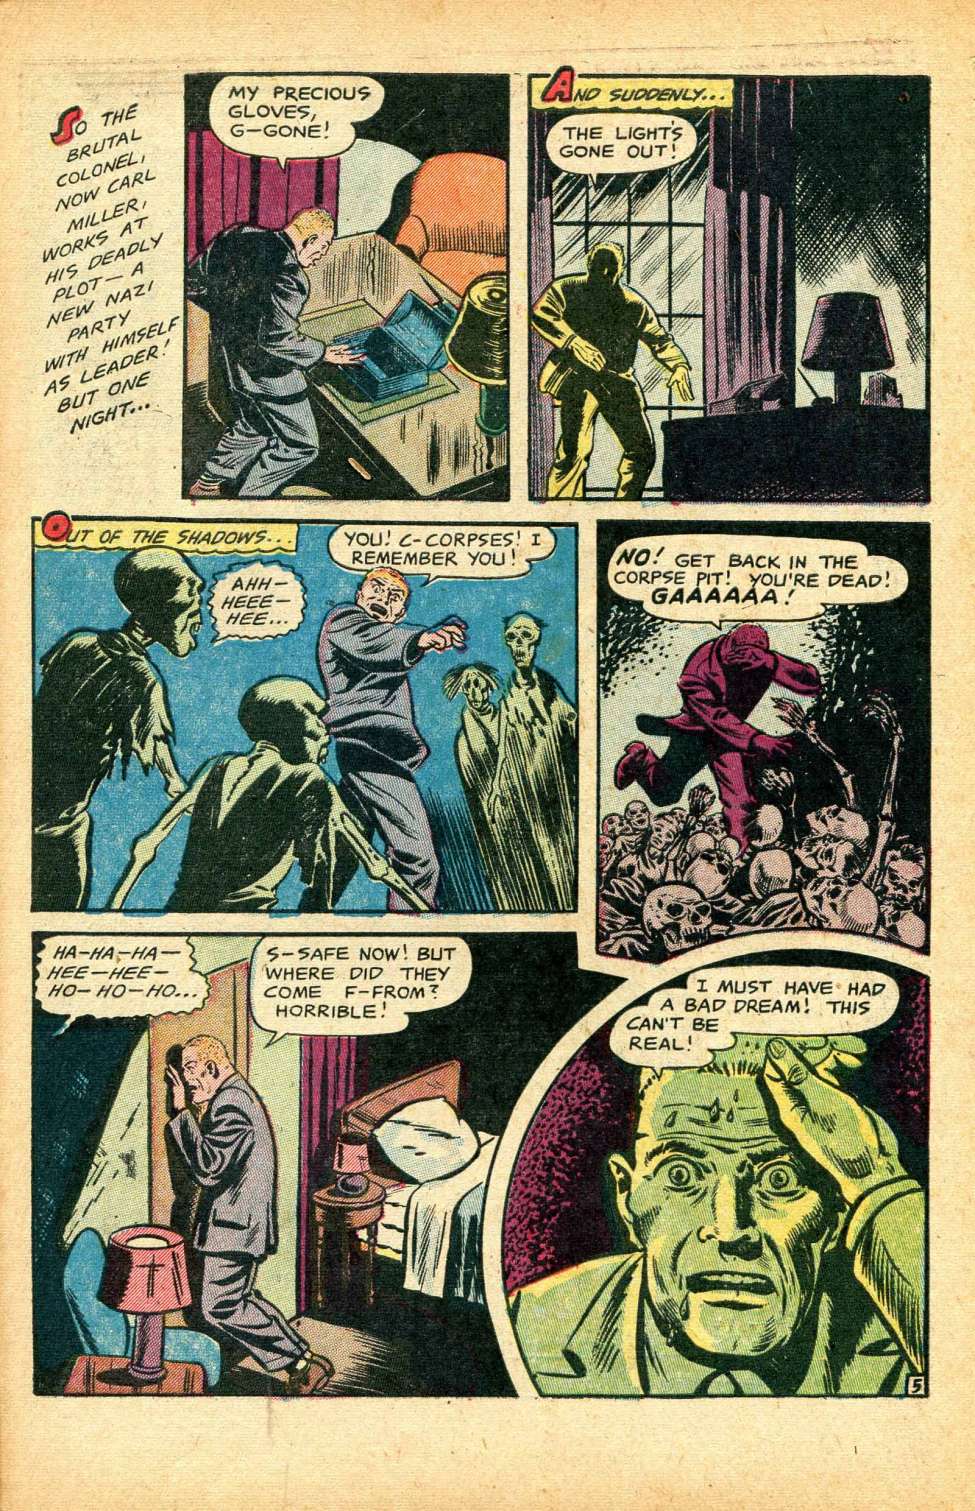 SO THE
BRUTAL
COLONEL,
NOW CARL
MILLER,
WORKS AT
HIS DEADLY
PLOT—A
NEW NAZI
PARTY
WITH HIMSELF
AS LEADER!
BUT ONE
NIGHT...
MY PRECIOUS
GLOVES,
G-GONE!
AND SUDDENLY...
THE LIGHT'S
GONE OUT!
OUT OF THE SHADOWS...
AHH—
HEEE—
HEE...
YOU! C-CORPSES! I
REMEMBER YOU!
NO! GET BACK IN THE
CORPSE PIT! YOU'RE DEAD!
GAAAAAA!
HA-HA-HA—
HEE—HEE—
HO-HO-HO...
S-SAFE NOW! BUT
WHERE DID THEY
COME F-FROM?
HORRIBLE!
I MUST HAVE HAD
A BAD DREAM! THIS
CAN'T BE
REAL!
5